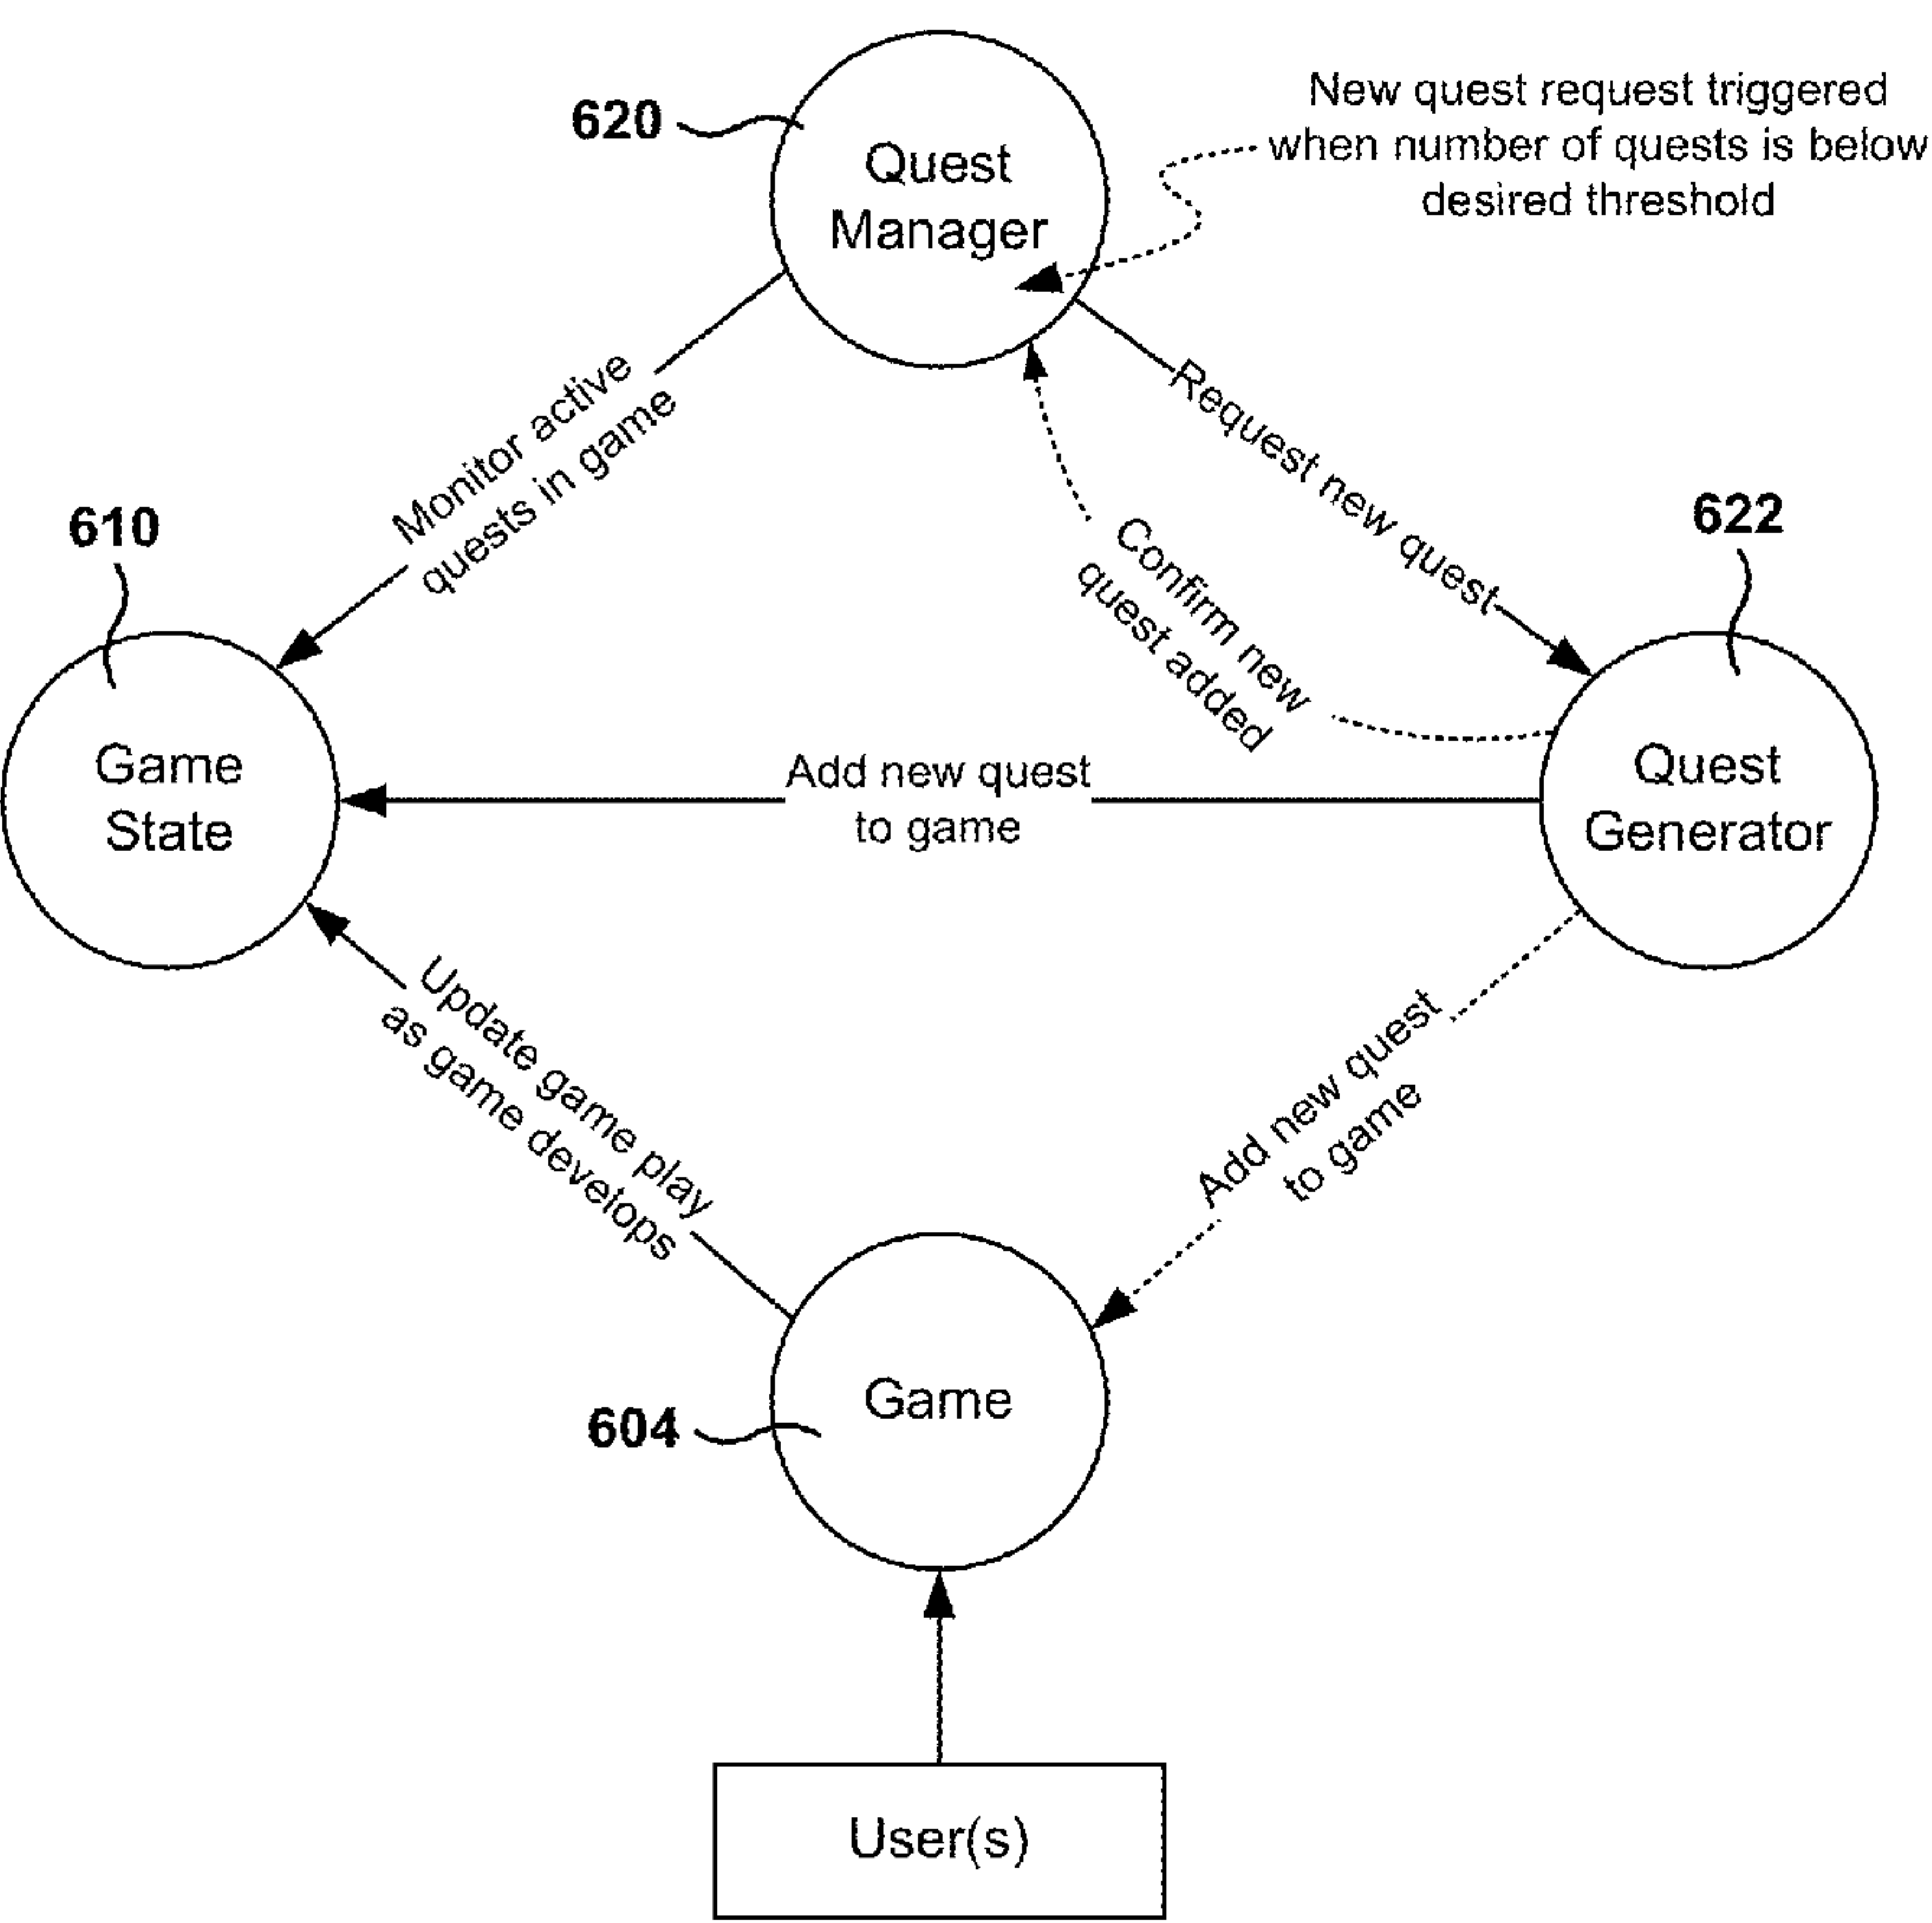 620
Quest
Manager
New quest request triggered
when number of quests is below
desired threshold
Monitor active
quests in game
Request new quest
Confirm new
quest added
610
622
Game
State
Add new quest
to game
Quest
Generator
Update game play
as game develops
Add new quest
to game
Game
604
User(s)